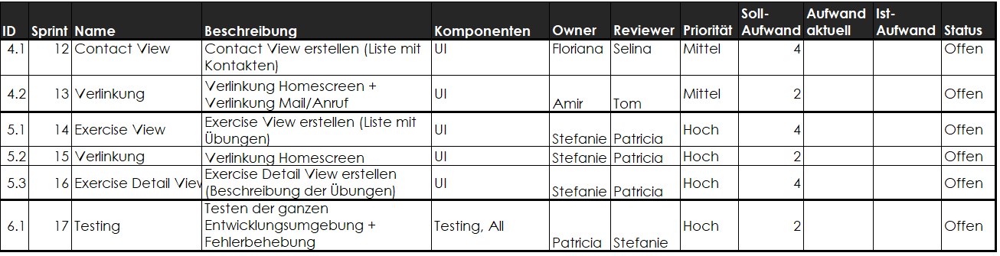 ID Sprint Name Beschreibung Komponenten Owner Reviewer Priorität Soll-Aufwand Aufwand aktuell Ist-Aufwand Status
4.1 12 Contact View Contact View erstellen (Liste mit Kontakten) UI Floriana Selina Mittel 4 Offen
4.2 13 Verlinkung Verlinkung Homescreen + Verlinkung Mail/Anruf UI Amir Tom Mittel 2 Offen
5.1 14 Exercise View Exercise View erstellen (Liste mit Übungen) UI Stefanie Patricia Hoch 4 Offen
5.2 15 Verlinkung Verlinkung Homescreen UI Stefanie Patricia Hoch 2 Offen
5.3 16 Exercise Detail View Exercise Detail View erstellen (Beschreibung der Übungen) UI Stefanie Patricia Hoch 4 Offen
6.1 17 Testing Testen der ganzen Entwicklungsumgebung + Fehlerbehebung Testing, All Patricia Stefanie Hoch 2 Offen